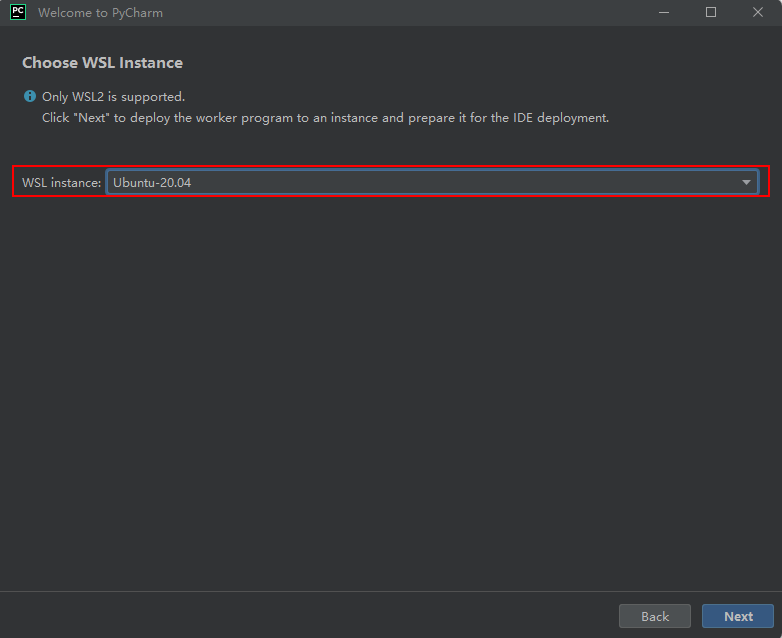 PC Welcome to PyCharm
Choose WSL Instance
Only WSL2 is supported.
Click "Next" to deploy the worker program to an instance and prepare it for the IDE deployment.
WSL instance: Ubuntu-20.04
Back Next